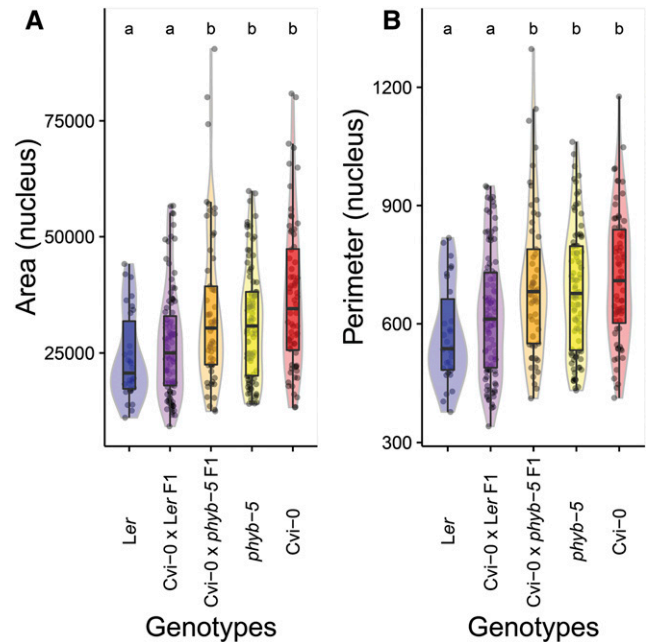 A
a a b b b
Area (nucleus)
75000
50000
25000
Ler
Cvi−0 x Ler F1
Cvi−0 x phyb−5 F1
phyb−5
Cvi−0
Genotypes
B
a a b b b
Perimeter (nucleus)
1200
900
600
300
Ler
Cvi−0 x Ler F1
Cvi−0 x phyb−5 F1
phyb−5
Cvi−0
Genotypes